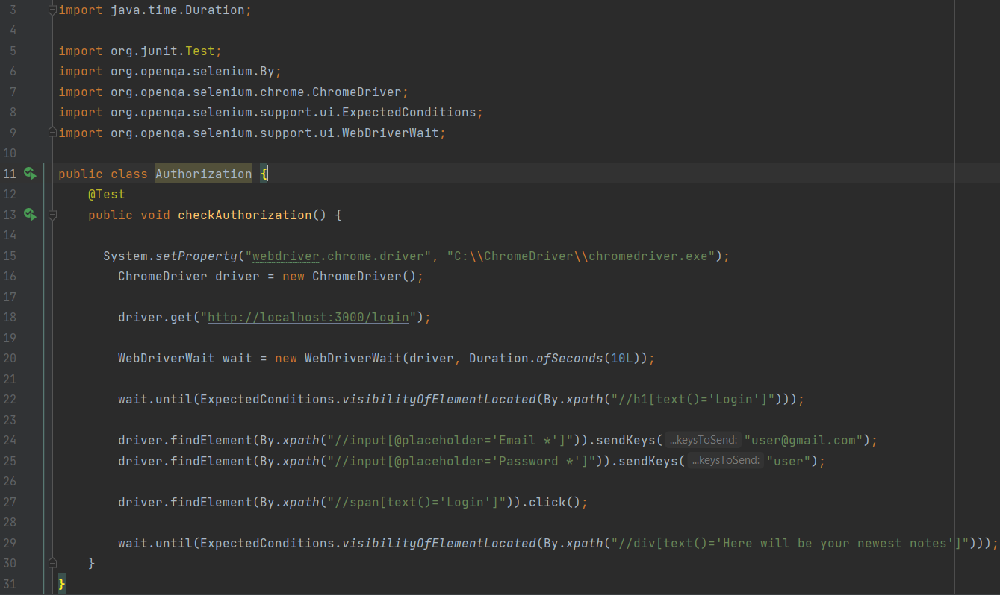 3 import java.time.Duration;
4
5 import org.junit.Test;
6 import org.openqa.selenium.By;
7 import org.openqa.selenium.chrome.ChromeDriver;
8 import org.openqa.selenium.support.ui.ExpectedConditions;
9 import org.openqa.selenium.support.ui.WebDriverWait;
10
11 public class Authorization {
12 @Test
13 public void checkAuthorization() {
14
15 System.setProperty("webdriver.chrome.driver", "C:\\ChromeDriver\\chromedriver.exe");
16 ChromeDriver driver = new ChromeDriver();
17
18 driver.get("http://localhost:3000/login");
19
20 WebDriverWait wait = new WebDriverWait(driver, Duration.ofSeconds(10L));
21
22 wait.until(ExpectedConditions.visibilityOfElementLocated(By.xpath("//h1[text()='Login']")));
23
24 driver.findElement(By.xpath("//input[@placeholder='Email *']")).sendKeys( ...keysToSend: "user@gmail.com");
25 driver.findElement(By.xpath("//input[@placeholder='Password *']")).sendKeys( ...keysToSend: "user");
26
27 driver.findElement(By.xpath("//span[text()='Login']")).click();
28
29 wait.until(ExpectedConditions.visibilityOfElementLocated(By.xpath("//div[text()='Here will be your newest notes']")));
30 }
31 }